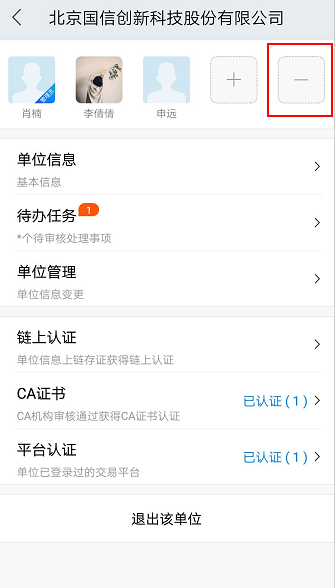 北京国信创新科技股份有限公司
管理员
肖楠
李倩倩
申远
单位信息
基本信息
待办任务 1
*个待审核处理事项
单位管理
单位信息变更
链上认证
单位信息上链存证获得链上认证
CA证书
已认证 ( 1 )
CA机构审核通过获得CA证书认证
平台认证
已认证 ( 1 )
单位已登录过的交易平台
退出该单位